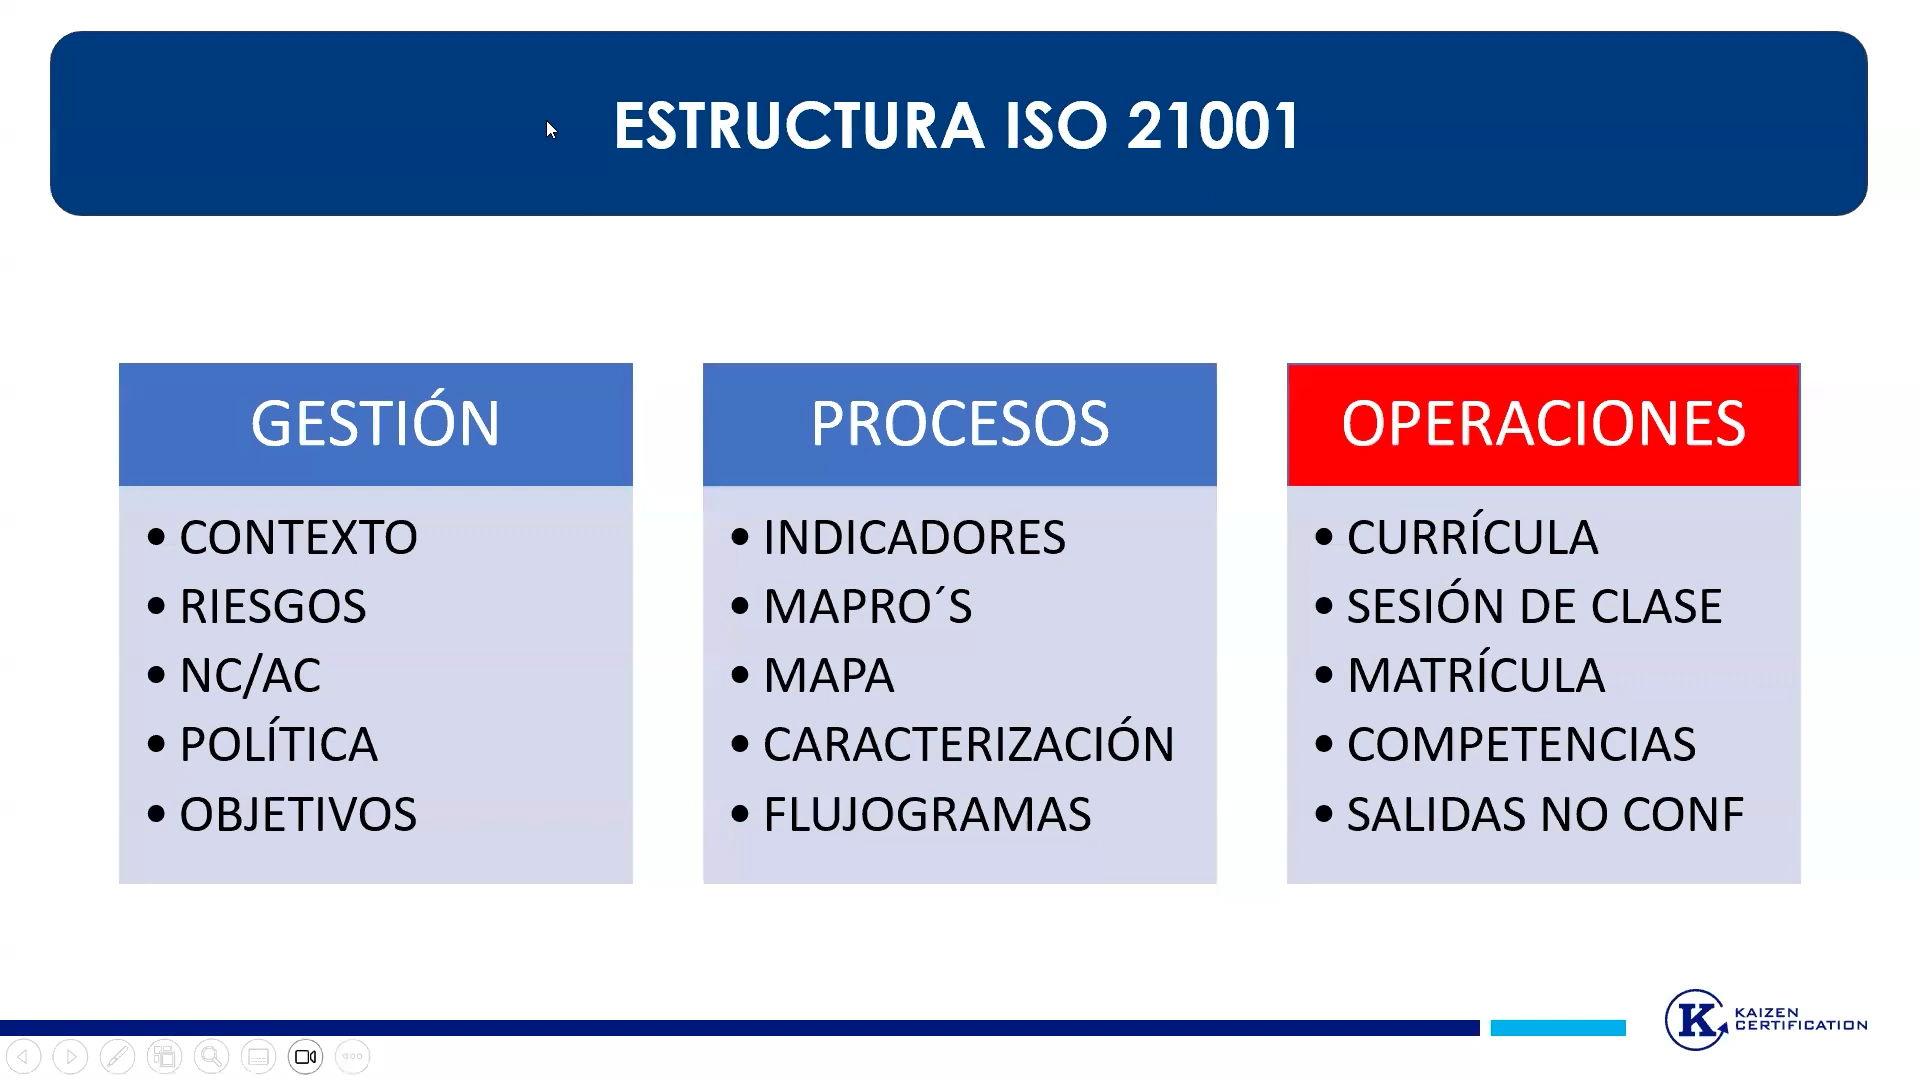 ESTRUCTURA ISO 21001
GESTIÓN
• CONTEXTO
• RIESGOS
• NC/AC
• POLÍTICA
• OBJETIVOS
PROCESOS
• INDICADORES
• MAPRO´S
• MAPA
• CARACTERIZACIÓN
• FLUJOGRAMAS
OPERACIONES
• CURRÍCULA
• SESIÓN DE CLASE
• MATRÍCULA
• COMPETENCIAS
• SALIDAS NO CONF
K
KAIZEN
CERTIFICATION